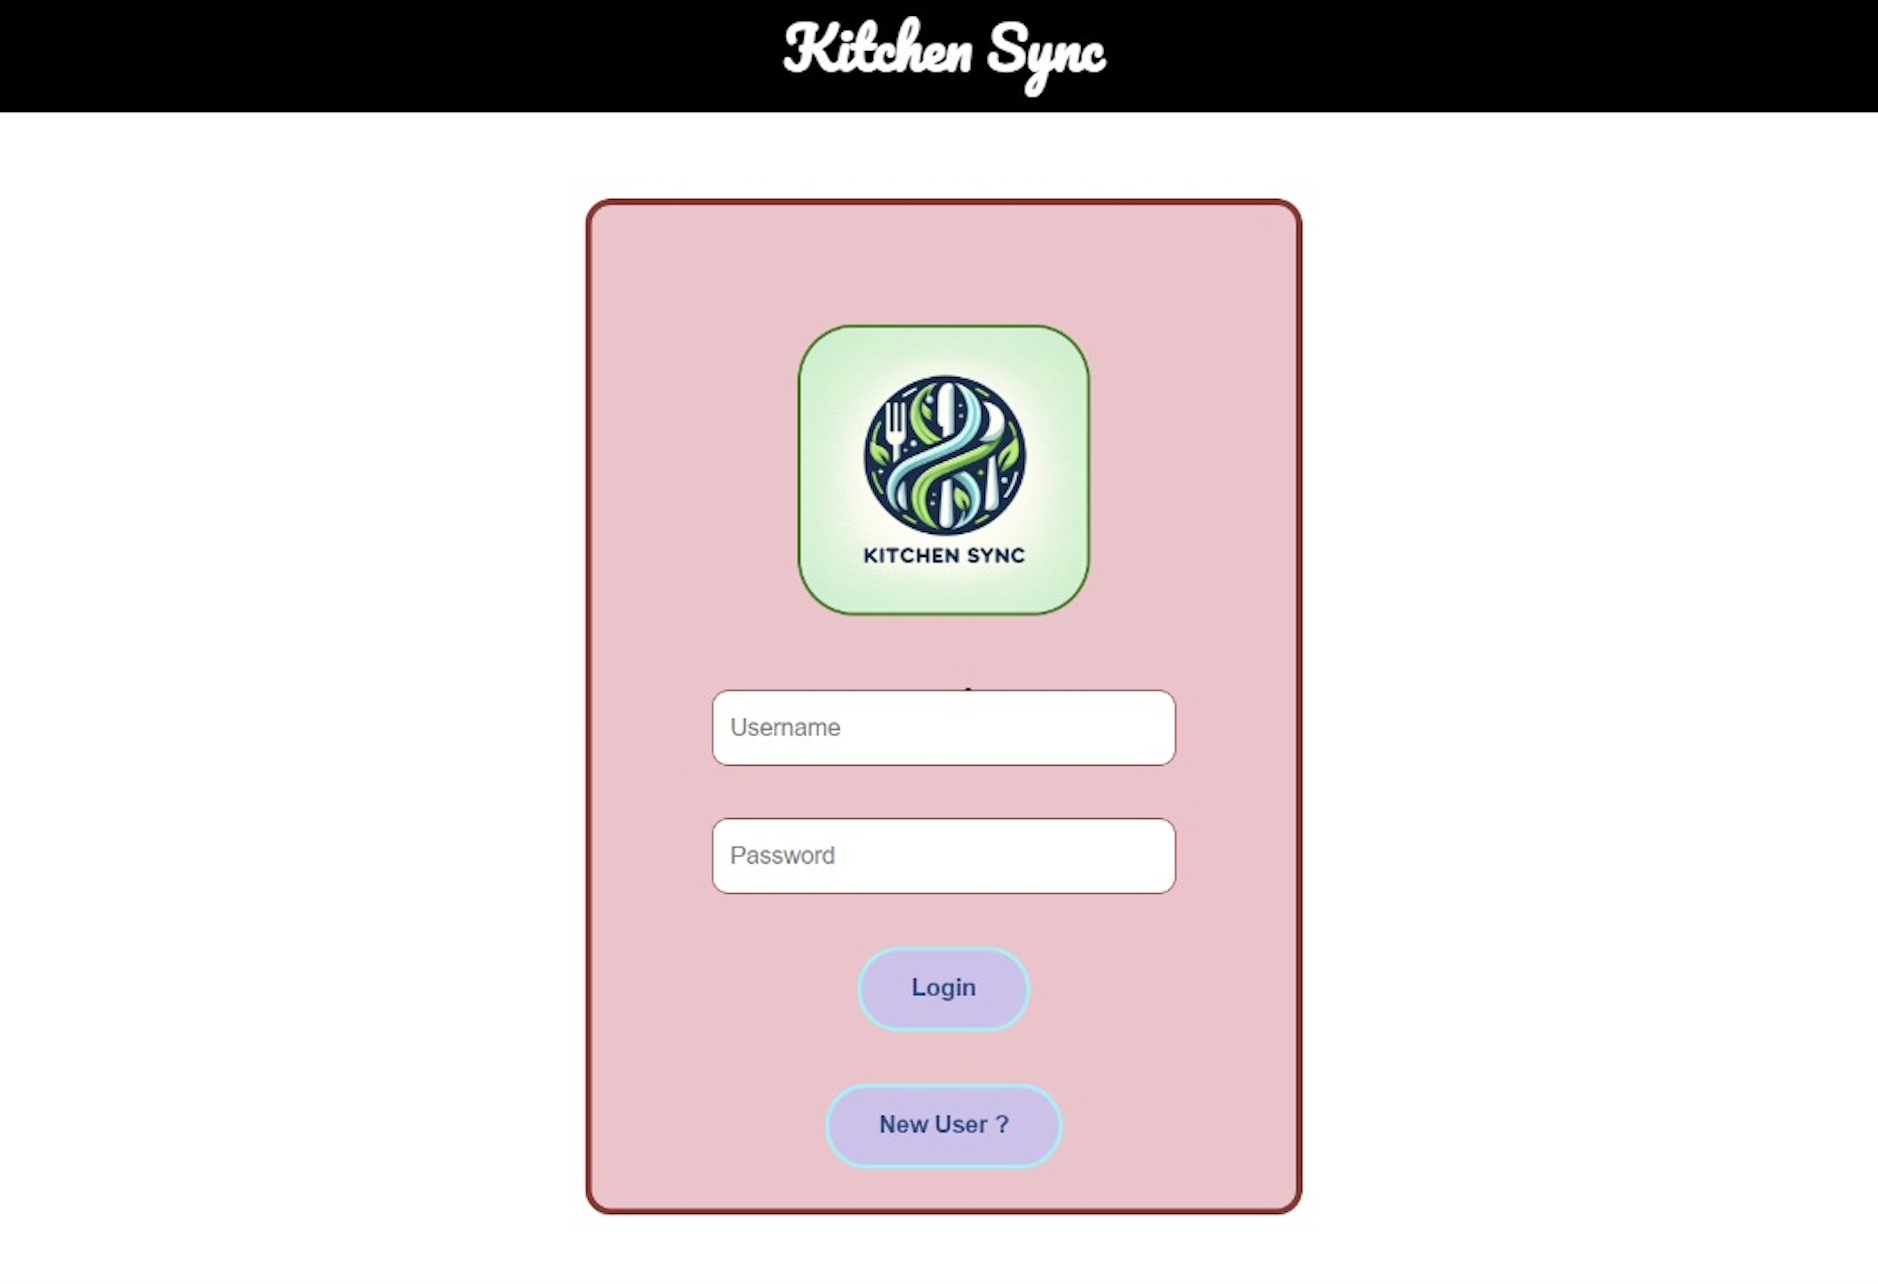 Kitchen Sync
KITCHEN SYNC
Username
Password
Login
New User ?